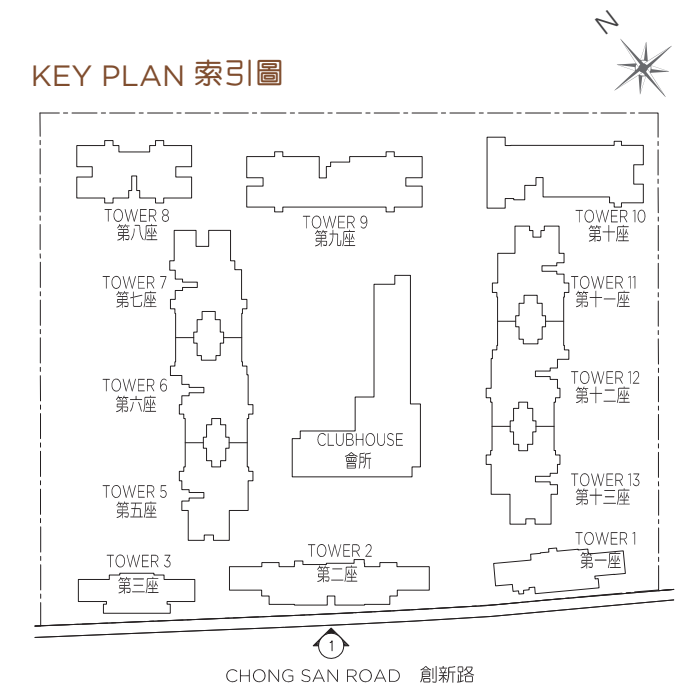 N
KEY PLAN 索引圖
TOWER 8
第八座
TOWER 9
第九座
TOWER 10
第十座
TOWER 7
第七座
TOWER 11
第十一座
TOWER 6
第六座
TOWER 12
第十二座
CLUBHOUSE
會所
TOWER 5
第五座
TOWER 13
第十三座
TOWER 3
第三座
TOWER 2
第二座
TOWER 1
第一座
1
CHONG SAN ROAD 創新路